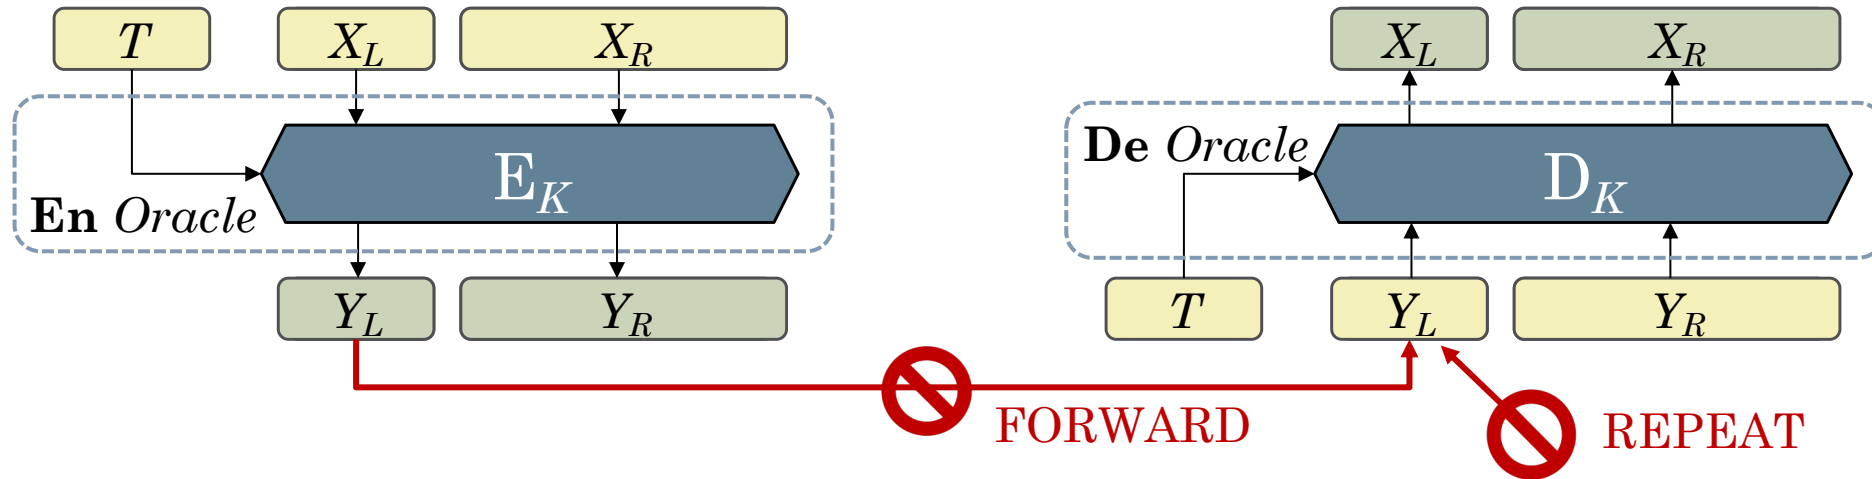 T X_L X_R
E_K
En Oracle
Y_L Y_R
X_L X_R
De Oracle
D_K
T Y_L Y_R
FORWARD
REPEAT